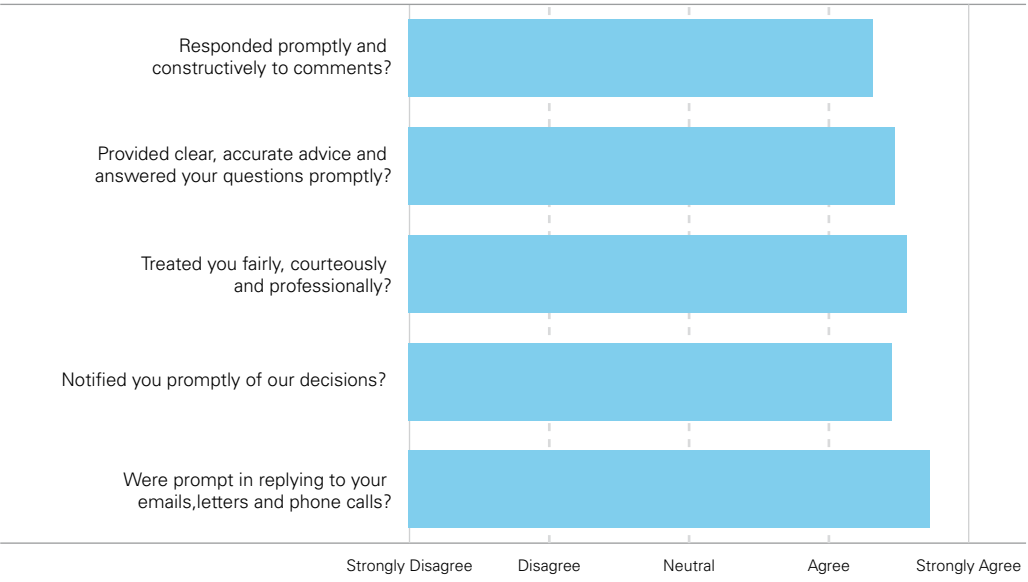 Responded promptly and
constructively to comments?
Provided clear, accurate advice and
answered your questions promptly?
Treated you fairly, courteously
and professionally?
Notified you promptly of our decisions?
Were prompt in replying to your
emails,letters and phone calls?
Strongly Disagree Disagree Neutral Agree Strongly Agree